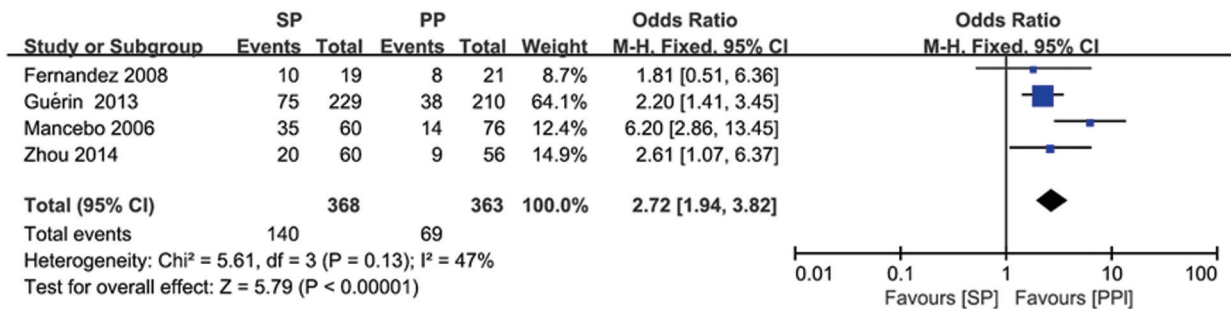 SP PP Odds Ratio Odds Ratio
Study or Subgroup Events Total Events Total Weight M-H. Fixed. 95% CI M-H. Fixed. 95% CI
Fernandez 2008 10 19 8 21 8.7% 1.81 [0.51, 6.36]
Guérin 2013 75 229 38 210 64.1% 2.20 [1.41, 3.45]
Mancebo 2006 35 60 14 76 12.4% 6.20 [2.86, 13.45]
Zhou 2014 20 60 9 56 14.9% 2.61 [1.07, 6.37]
Total (95% CI) 368 363 100.0% 2.72 [1.94, 3.82]
Total events 140 69
Heterogeneity: Chi² = 5.61, df = 3 (P = 0.13); I² = 47%
Test for overall effect: Z = 5.79 (P < 0.00001)
0.01 0.1 1 10 100
Favours [SP] Favours [PPI]